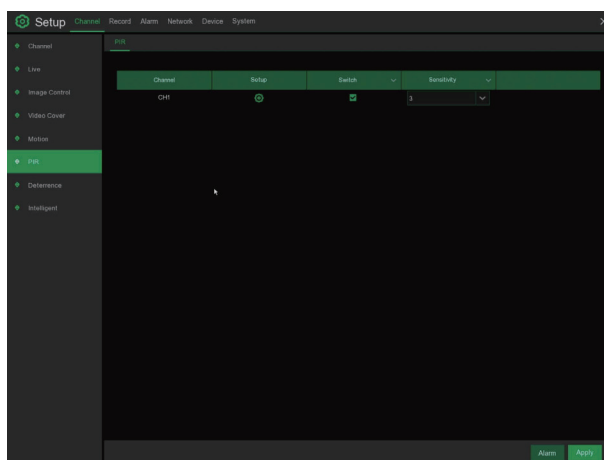 Setup Channel Record Alarm Network Device System
Channel
PIR
Live
Channel Setup Switch Sensitivity
Image Control
CH1 3
Video Cover
Motion
PIR
Deterrence
Intelligent
Alarm Apply